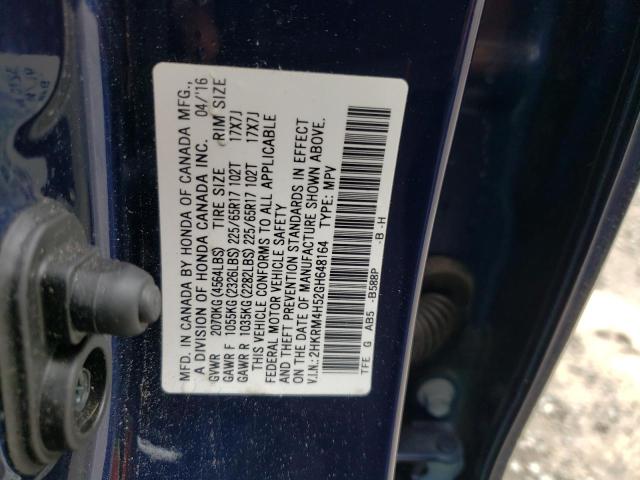 MFD. IN CANADA BY HONDA OF CANADA MFG.,
A DIVISION OF HONDA CANADA INC. 04/'16
GVWR 2070KG(4564LBS) TIRE SIZE RIM SIZE
GAWR F 1055KG(2326LBS) 225/65R17 102T 17X7J
GAWR R 1035KG(2282LBS) 225/65R17 102T 17X7J
THIS VEHICLE CONFORMS TO ALL APPLICABLE
FEDERAL MOTOR VEHICLE SAFETY
AND THEFT PREVENTION STANDARDS IN EFFECT
ON THE DATE OF MANUFACTURE SHOWN ABOVE.
V.I.N.:2HKRM4H52GH648164 TYPE: MPV
TFE G AB5 -B588P -B -H